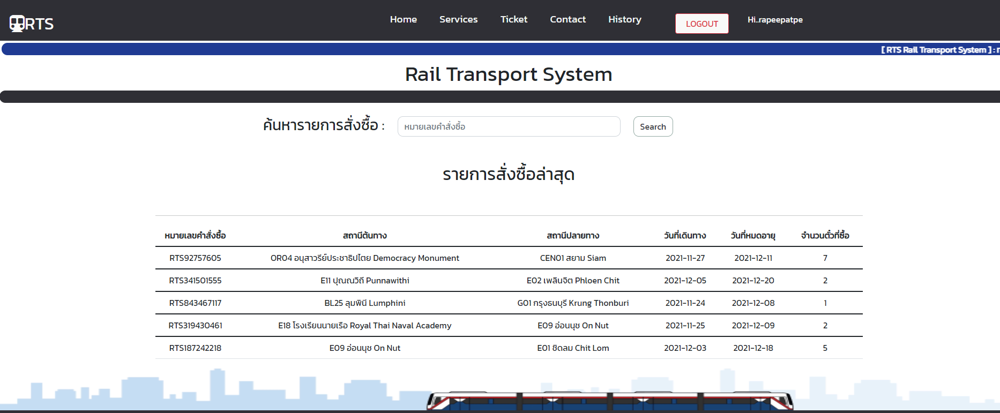 RTS
Home Services Ticket Contact History LOGOUT Hi..rapeepatpe
[ RTS Rail Transport System ] :
Rail Transport System
ค้นหารายการสั่งซื้อ : หมายเลขคำสั่งซื้อ Search
รายการสั่งซื้อล่าสุด
หมายเลขคำสั่งซื้อ สถานีต้นทาง สถานีปลายทาง วันที่เดินทาง วันที่หมดอายุ จำนวนตั๋วที่ซื้อ
RTS92757605 OR04 อนุสาวรีย์ประชาธิปไตย Democracy Monument CEN01 สยาม Siam 2021-11-27 2021-12-11 7
RTS341501555 E11 ปุณณวิถี Punnawithi E02 เพลินจิต Phloen Chit 2021-12-05 2021-12-20 2
RTS843467117 BL25 ลุมพินี Lumphini G01 กรุงธนบุรี Krung Thonburi 2021-11-24 2021-12-08 1
RTS319430461 E18 โรงเรียนนายเรือ Royal Thai Naval Academy E09 อ่อนนุช On Nut 2021-11-25 2021-12-09 2
RTS187242218 E09 อ่อนนุช On Nut E01 ชิดลม Chit Lom 2021-12-03 2021-12-18 5